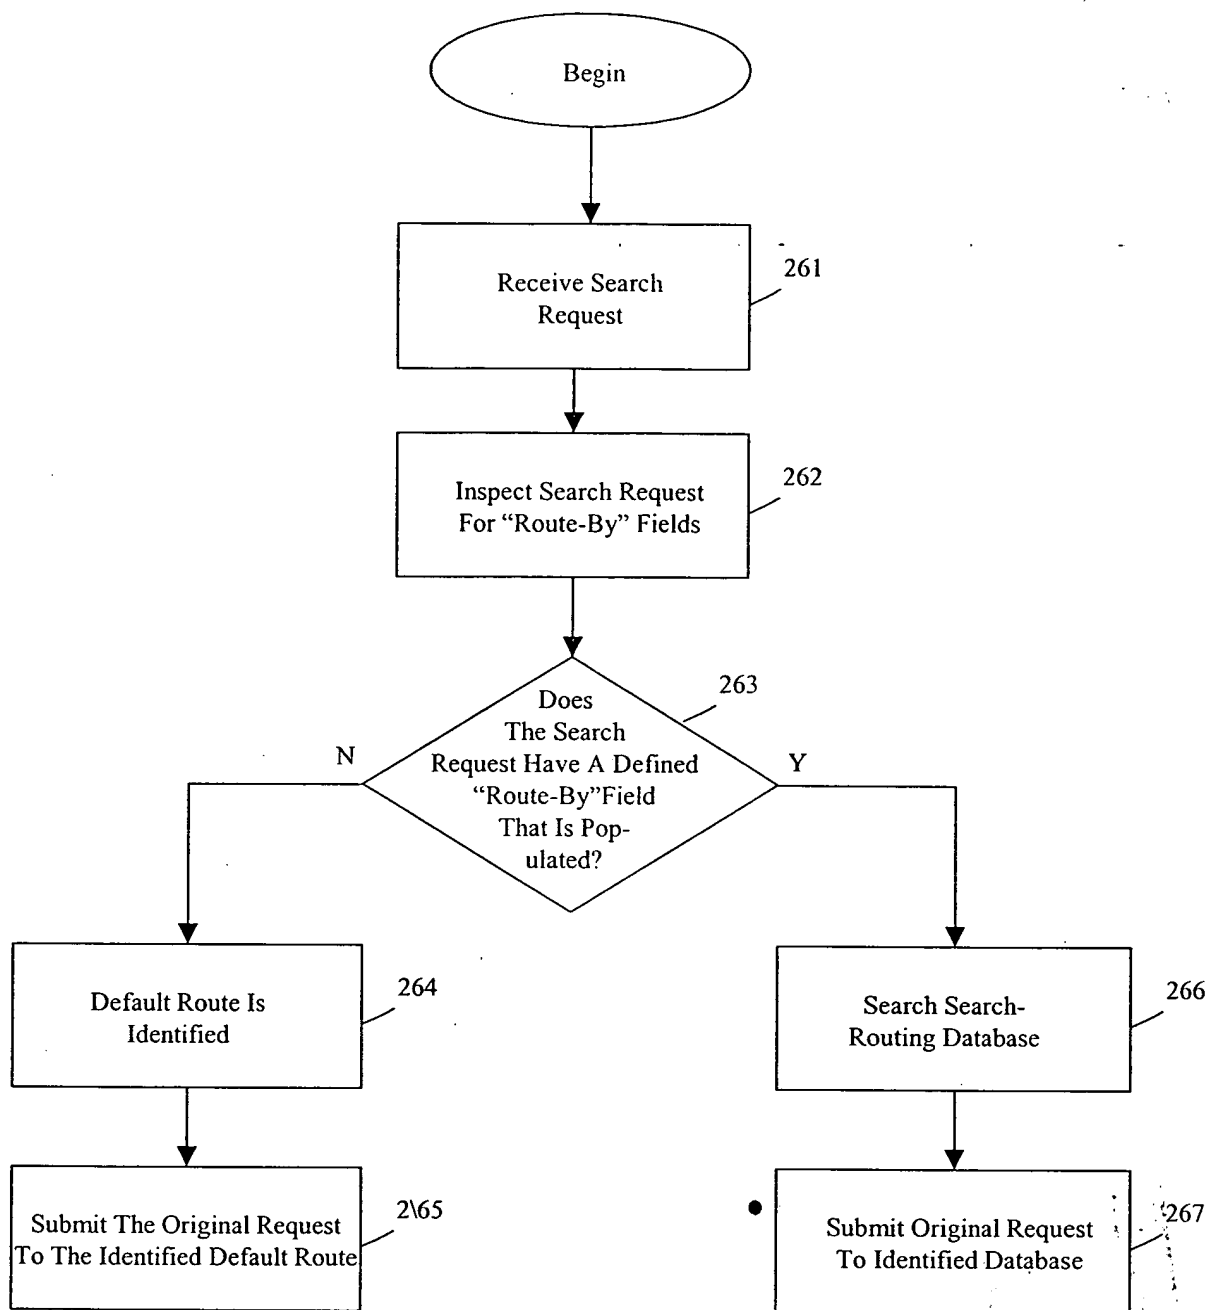 Begin
Receive Search
Request
261
Inspect Search Request
For “Route-By” Fields
262
Does
The Search
Request Have A Defined
“Route-By”Field
That Is Pop-
ulated?
263
N
Y
Default Route Is
Identified
264
Search Search-
Routing Database
266
Submit The Original Request
To The Identified Default Route
2\65
Submit Original Request
To Identified Database
267